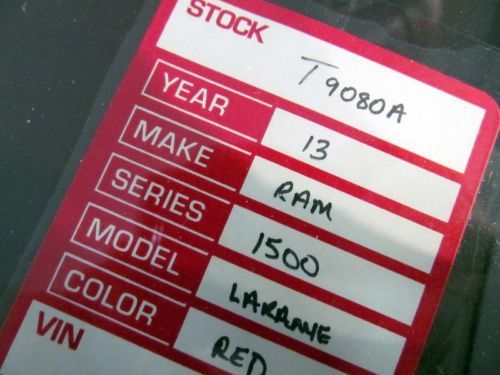 STOCK T9080A
YEAR 13
MAKE RAM
SERIES 1500
MODEL LARAMIE
COLOR RED
VIN